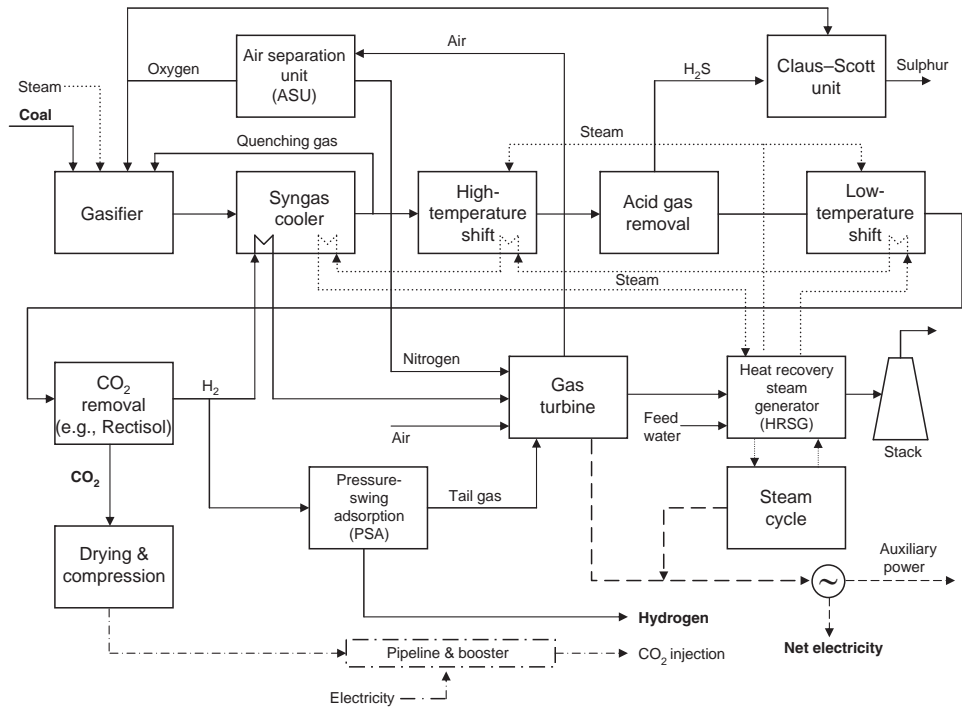 Air
Air separation
unit
(ASU)
Oxygen
Steam
Coal
H2S
Claus–Scott
unit
Sulphur
Quenching gas
Steam
Gasifier
Syngas
cooler
High-
temperature
shift
Acid gas
removal
Low-
temperature
shift
Steam
Nitrogen
CO2
removal
(e.g., Rectisol)
H2
Gas
turbine
Heat recovery
steam
generator
(HRSG)
Air
Feed
water
Stack
CO2
Pressure-
swing
adsorption
(PSA)
Tail gas
Steam
cycle
Drying &
compression
Auxiliary
power
~
Hydrogen
Net electricity
Pipeline & booster
CO2 injection
Electricity